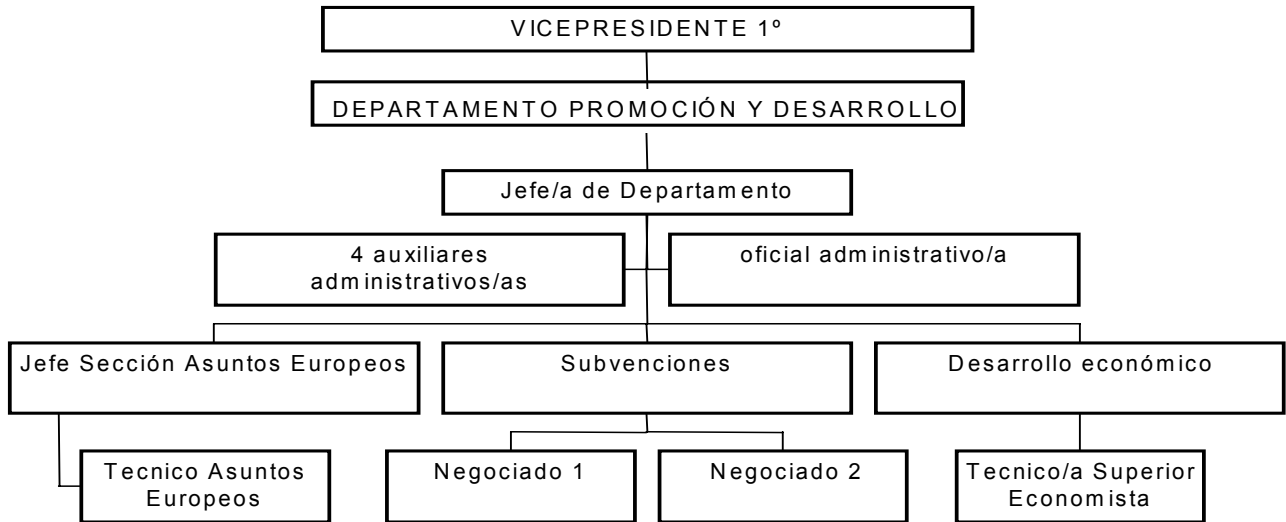 VICEPRESIDENTE 1º
DEPARTAMENTO PROMOCIÓN Y DESARROLLO
Jefe/a de Departamento
4 auxiliares
administrativos/as
oficial administrativo/a
Jefe Sección Asuntos Europeos
Subvenciones
Desarrollo económico
Tecnico Asuntos
Europeos
Negociado 1
Negociado 2
Tecnico/a Superior
Economista